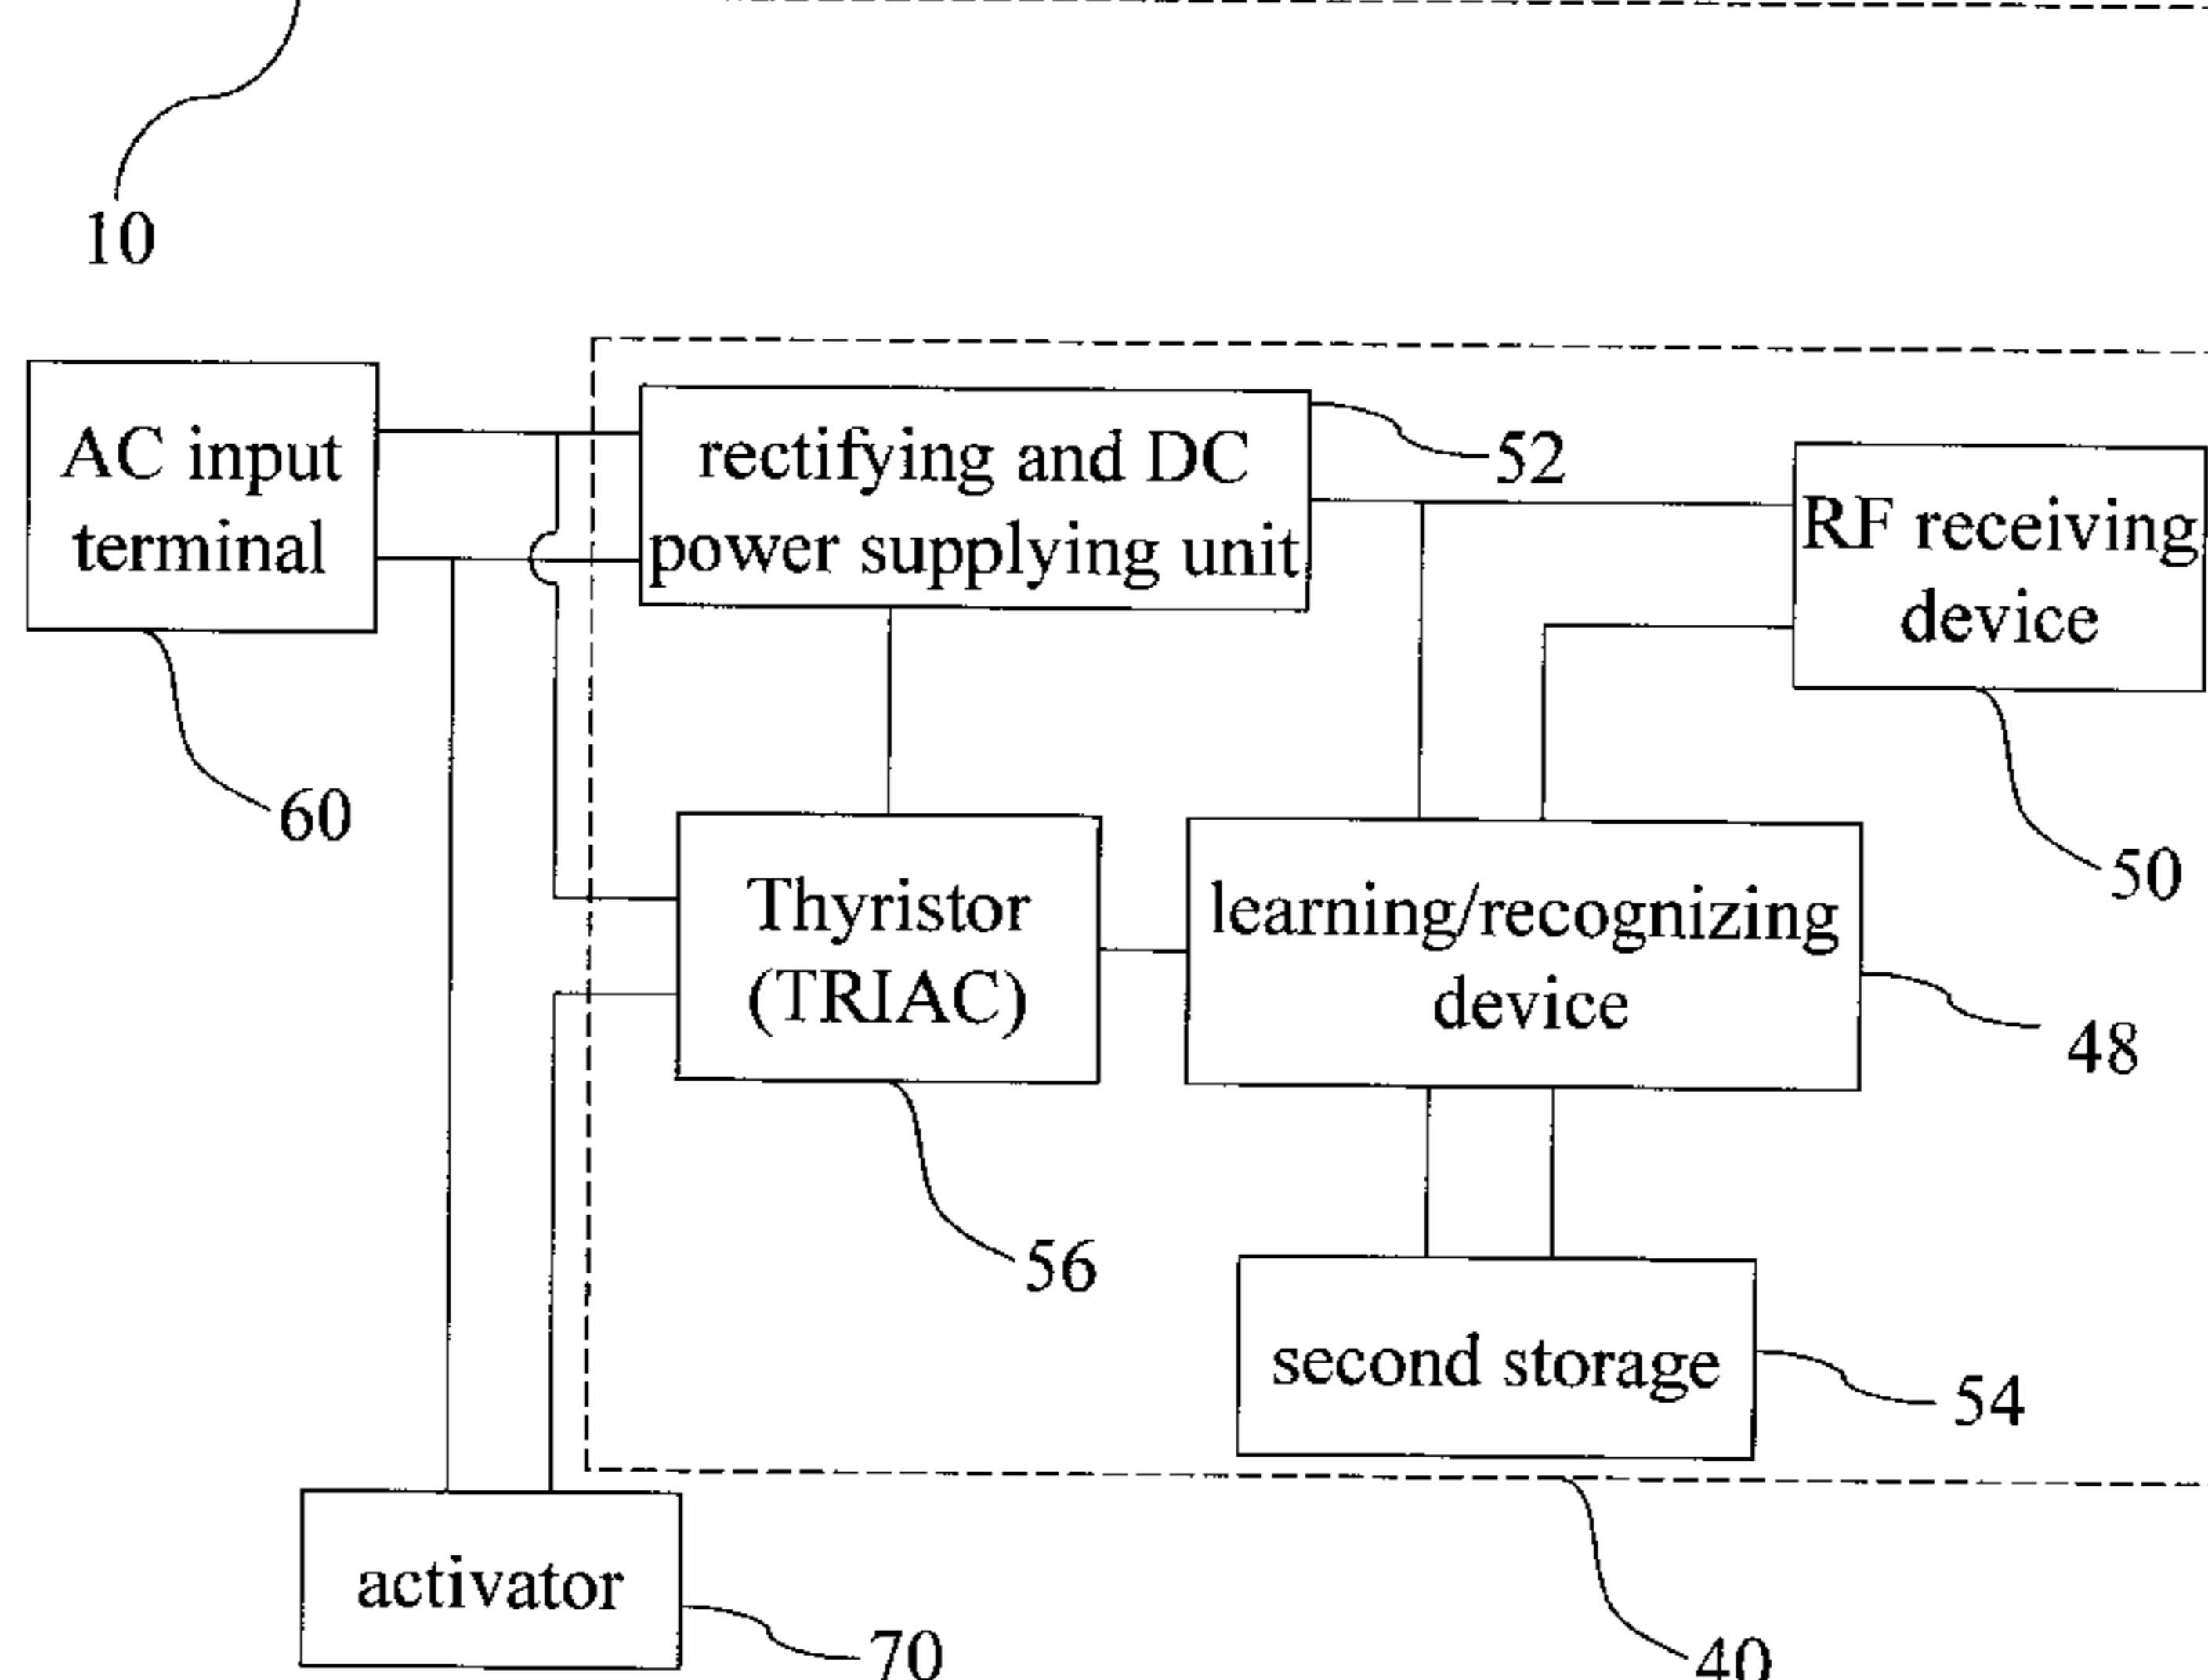 10
AC input
terminal
60
rectifying and DC
power supplying unit
52
RF receiving
device
50
Thyristor
(TRIAC)
56
learning/recognizing
device
48
second storage
54
activator
70
40